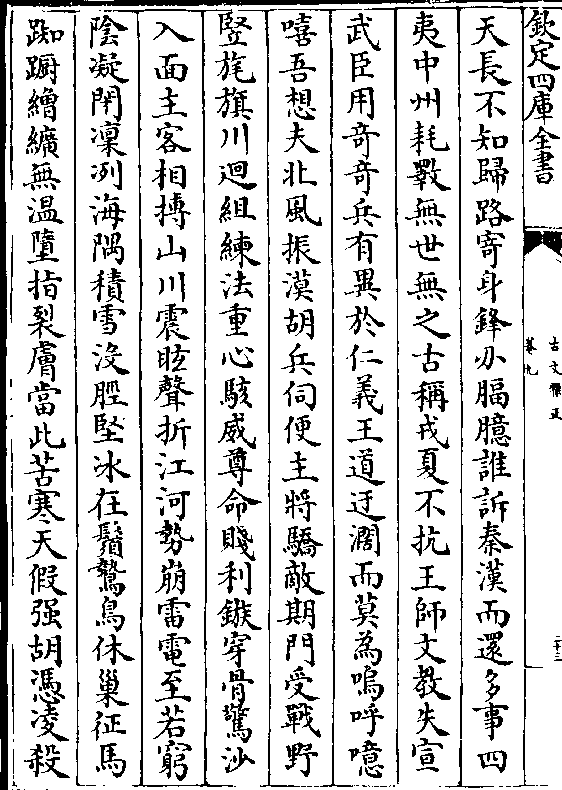 欽定四庫全書
古文雅正
卷九
二十三
天長不知歸路寄身鋒刃腷臆誰訴秦漢而還多事四
夷中州耗斁無世無之古稱戎夏不抗王師文教失宣
武臣用奇奇兵有異於仁義王道迂濶而莫為嗚呼噫
嘻吾想夫北風振漠胡兵伺便主將驕敵期門受戰野
竪旄旗川迴組練法重心駭威尊命賤利鏃穿骨驚沙
入面主客相搏山川震眩聲折江河勢崩雷電至若窮
陰凝閉凜冽海隅積雪沒脛堅冰在鬚鷙鳥休巢征馬
踟蹰繒纊無温墮指裂膚當此苦寒天假强胡憑凌殺